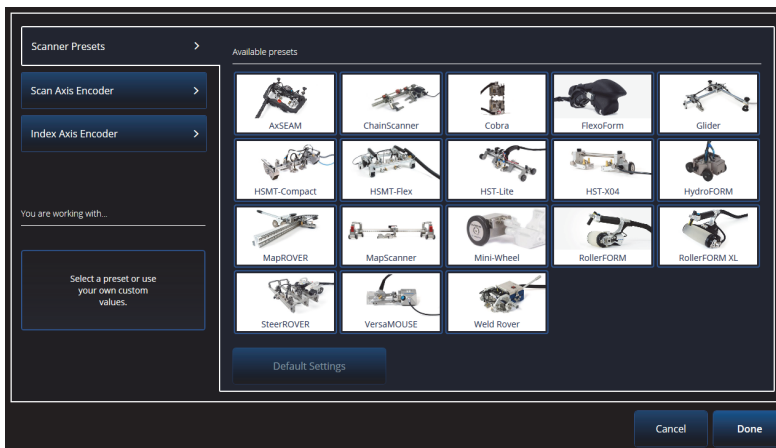 Scanner Presets
Available presets
Scan Axis Encoder
Index Axis Encoder
AxSEAM
ChainScanner
Cobra
FlexoForm
Glider
HSMT-Compact
HSMT-Flex
HST-Lite
HST-X04
HydroFORM
You are working with...
MapROVER
MapScanner
Mini-Wheel
RollerFORM
RollerFORM XL
Select a preset or use
your own custom
values.
SteerROVER
VersaMOUSE
Weld Rover
Default Settings
Cancel
Done